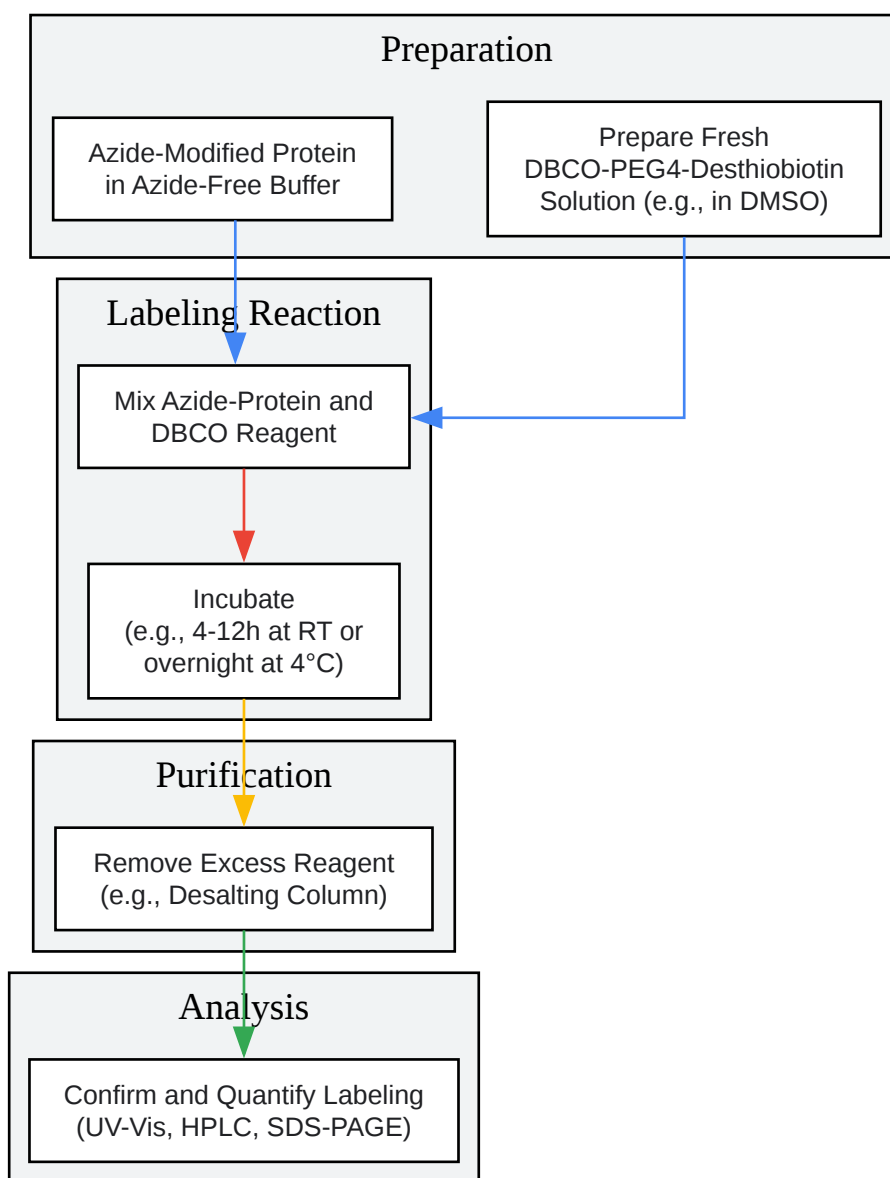 Preparation
Azide-Modified Protein
in Azide-Free Buffer
Prepare Fresh
DBCO-PEG4-Desthiobiotin
Solution (e.g., in DMSO)
Labeling Reaction
Mix Azide-Protein and
DBCO Reagent
Incubate
(e.g., 4-12h at RT or
overnight at 4°C)
Purification
Remove Excess Reagent
(e.g., Desalting Column)
Analysis
Confirm and Quantify Labeling
(UV-Vis, HPLC, SDS-PAGE)